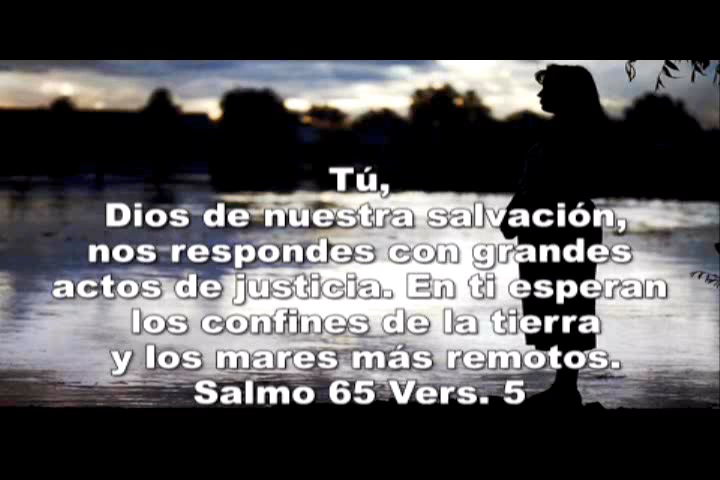 Tú,
Dios de nuestra salvación,
nos respondes con grandes
actos de justicia. En ti esperan
los confines de la tierra
y los mares más remotos.
Salmo 65 Vers. 5